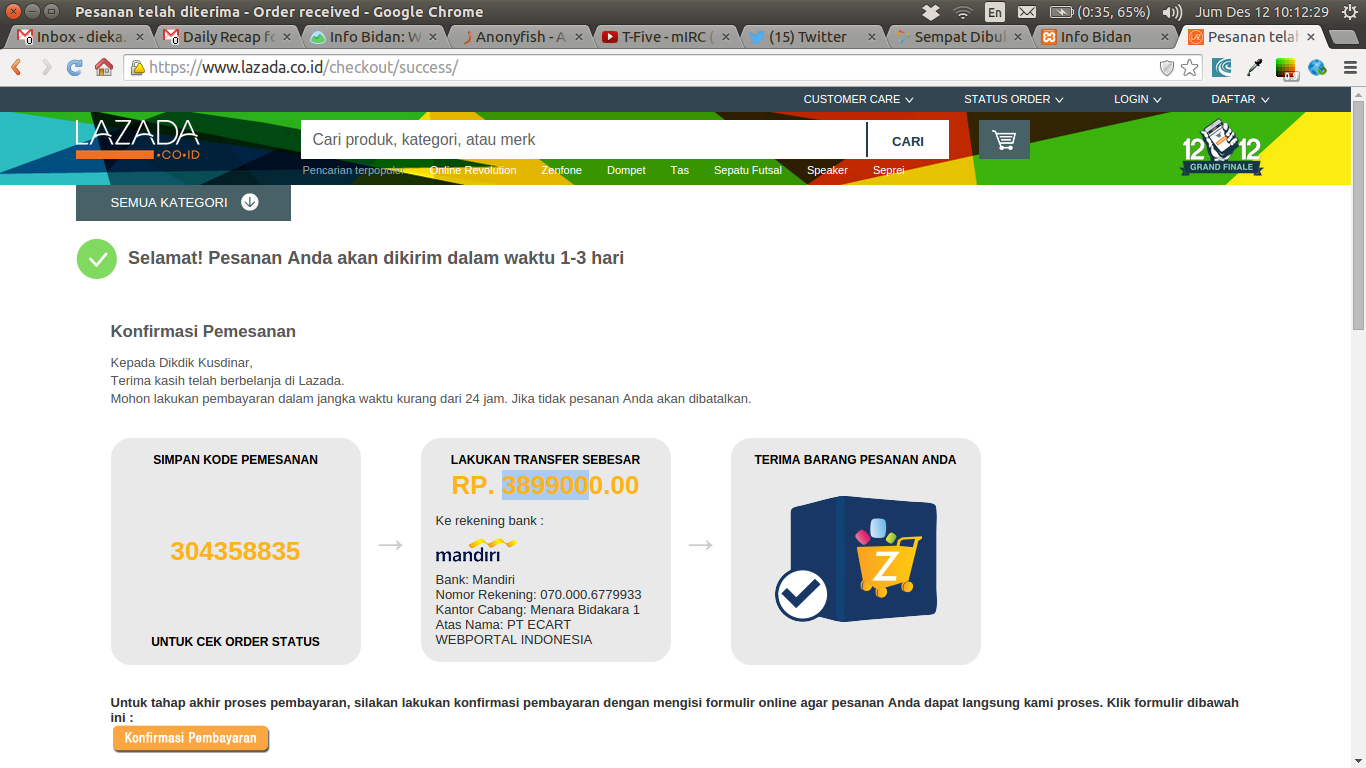 Pesanan telah diterima - Order received - Google Chrome
En
(0:35, 65%)
Jum Des 12 10:12:29
Inbox - dieka.
Daily Recap fo
Info Bidan: W
Anonyfish - A
T-Five - mIRC (
(15) Twitter
Sempat Dibul
Info Bidan
Pesanan tela
https://www.lazada.co.id/checkout/success/
CUSTOMER CARE
STATUS ORDER
LOGIN
DAFTAR
LAZADA
.CO.ID
Cari produk, kategori, atau merk
CARI
12 12
GRAND FINALE
Pencarian terpopuler
Online Revolution
Zenfone
Dompet
Tas
Sepatu Futsal
Speaker
Seprei
SEMUA KATEGORI
Selamat! Pesanan Anda akan dikirim dalam waktu 1-3 hari
Konfirmasi Pemesanan
Kepada Dikdik Kusdinar,
Terima kasih telah berbelanja di Lazada.
Mohon lakukan pembayaran dalam jangka waktu kurang dari 24 jam. Jika tidak pesanan Anda akan dibatalkan.
SIMPAN KODE PEMESANAN
304358835
UNTUK CEK ORDER STATUS
→
LAKUKAN TRANSFER SEBESAR
RP. 3899000.00
Ke rekening bank :
mandiri
Bank: Mandiri
Nomor Rekening: 070.000.6779933
Kantor Cabang: Menara Bidakara 1
Atas Nama: PT ECART
WEBPORTAL INDONESIA
→
TERIMA BARANG PESANAN ANDA
Z
Untuk tahap akhir proses pembayaran, silakan lakukan konfirmasi pembayaran dengan mengisi formulir online agar pesanan Anda dapat langsung kami proses. Klik formulir dibawah
ini :
Konfirmasi Pembayaran